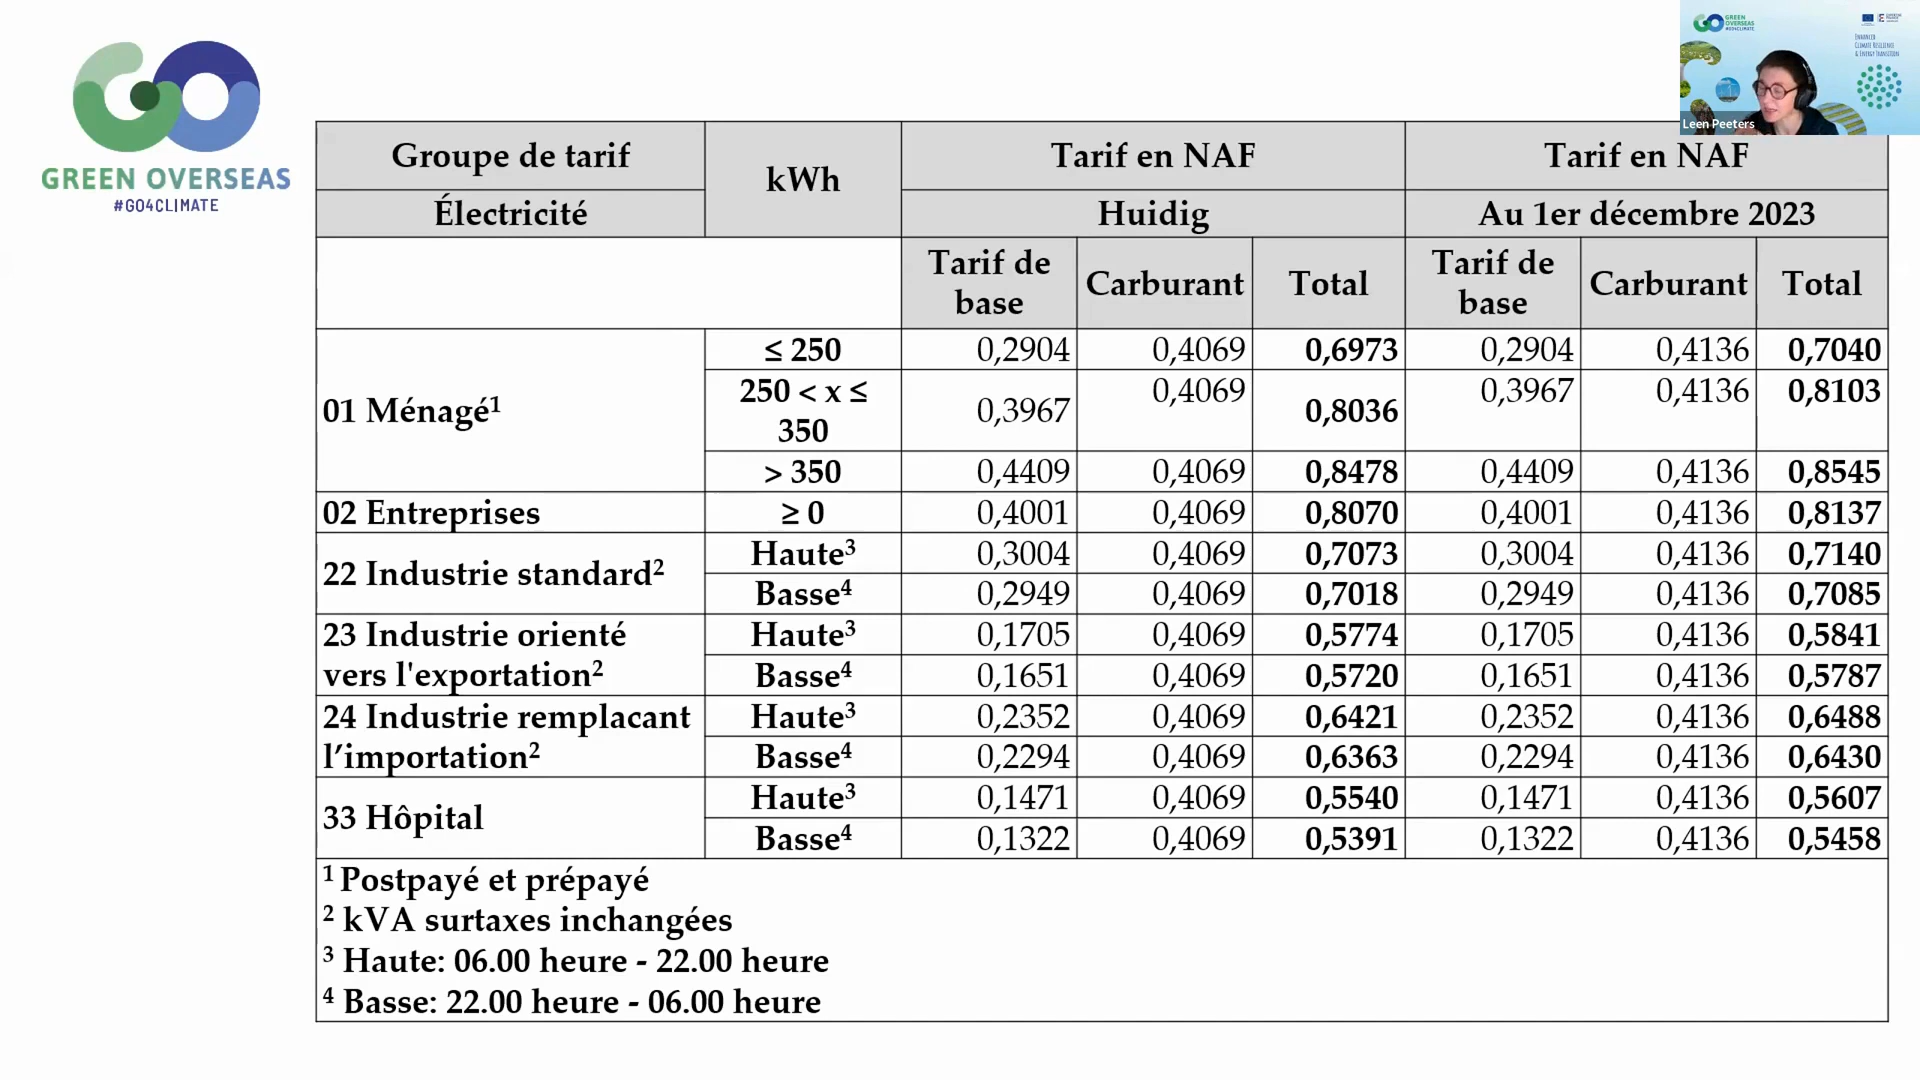 GREEN OVERSEAS
#GO4CLIMATE
GREEN
OVERSEAS
#GO4CLIMATE
ENHANCED
CLIMATE RESILIENCE
& ENERGY TRANSITION
Leen Peeters
Groupe de tarif kWh Tarif en NAF Tarif en NAF
Électricité Huidig Au 1er décembre 2023
Tarif de base Carburant Total Tarif de base Carburant Total
01 Ménagé¹ ≤ 250 0,2904 0,4069 0,6973 0,2904 0,4136 0,7040
250 < x ≤ 350 0,3967 0,4069 0,8036 0,3967 0,4136 0,8103
> 350 0,4409 0,4069 0,8478 0,4409 0,4136 0,8545
02 Entreprises ≥ 0 0,4001 0,4069 0,8070 0,4001 0,4136 0,8137
22 Industrie standard² Haute³ 0,3004 0,4069 0,7073 0,3004 0,4136 0,7140
Basse⁴ 0,2949 0,4069 0,7018 0,2949 0,4136 0,7085
23 Industrie orienté vers l'exportation² Haute³ 0,1705 0,4069 0,5774 0,1705 0,4136 0,5841
Basse⁴ 0,1651 0,4069 0,5720 0,1651 0,4136 0,5787
24 Industrie remplacant l’importation² Haute³ 0,2352 0,4069 0,6421 0,2352 0,4136 0,6488
Basse⁴ 0,2294 0,4069 0,6363 0,2294 0,4136 0,6430
33 Hôpital Haute³ 0,1471 0,4069 0,5540 0,1471 0,4136 0,5607
Basse⁴ 0,1322 0,4069 0,5391 0,1322 0,4136 0,5458
¹ Postpayé et prépayé
² kVA surtaxes inchangées
³ Haute: 06.00 heure - 22.00 heure
⁴ Basse: 22.00 heure - 06.00 heure